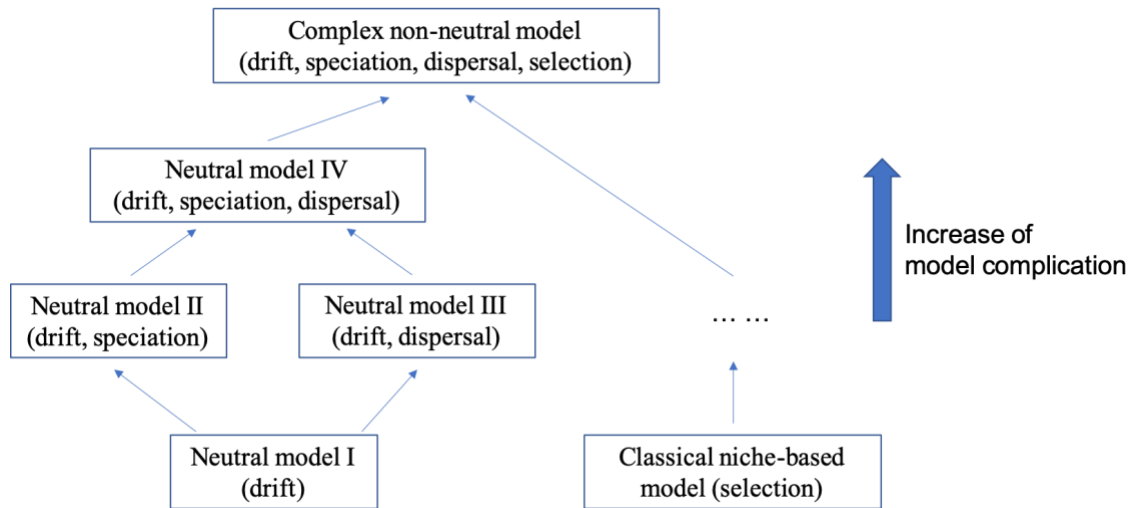 Complex non-neutral model
(drift, speciation, dispersal, selection)
Neutral model IV
(drift, speciation, dispersal)
Increase of
model complication
Neutral model II
(drift, speciation)
Neutral model III
(drift, dispersal)
... ...
Neutral model I
(drift)
Classical niche-based
model (selection)